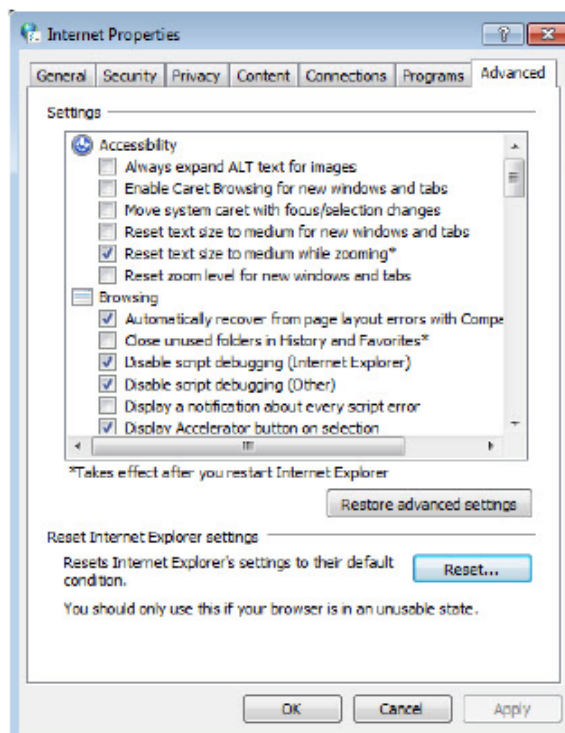 Internet Properties
General Security Privacy Content Connections Programs Advanced
Settings
Accessibility
Always expand ALT text for images
Enable Caret Browsing for new windows and tabs
Move system caret with focus/selection changes
Reset text size to medium for new windows and tabs
Reset text size to medium while zooming*
Reset zoom level for new windows and tabs
Browsing
Automatically recover from page layout errors with Compa
Close unused folders in History and Favorites*
Disable script debugging (Internet Explorer)
Disable script debugging (Other)
Display a notification about every script error
Display Accelerator button on selection
*Takes effect after you restart Internet Explorer
Restore advanced settings
Reset Internet Explorer settings
Resets Internet Explorer's settings to their default
condition.
Reset...
You should only use this if your browser is in an unusable state.
OK Cancel Apply